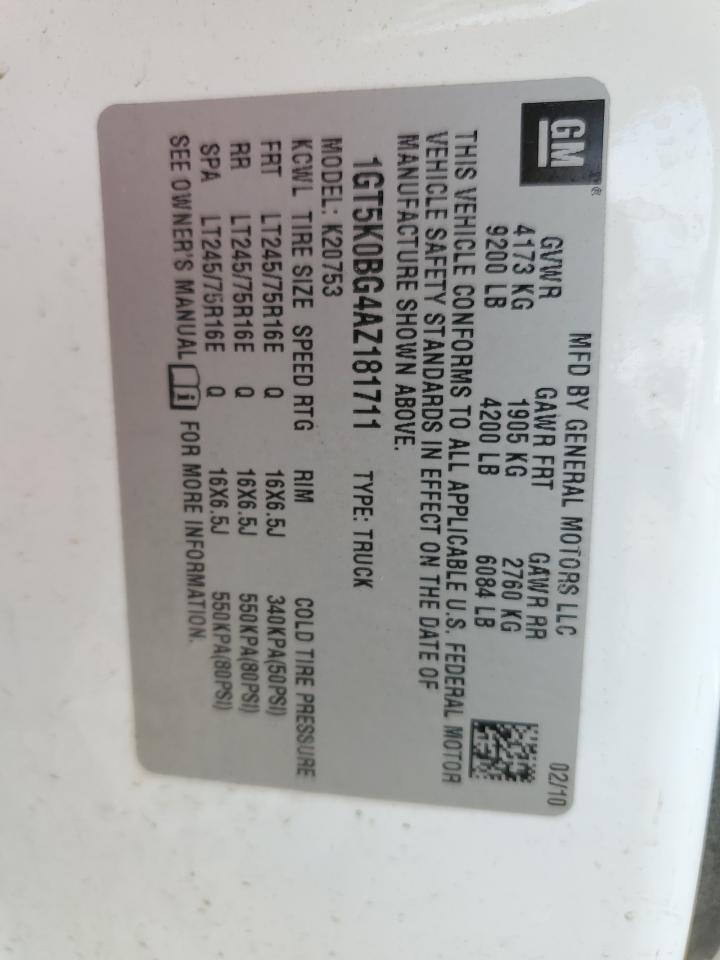 GM
MFD BY GENERAL MOTORS LLC 02/10
GVWR GAWR FRT GAWR RR
4173 KG 1905 KG 2760 KG
9200 LB 4200 LB 6084 LB
THIS VEHICLE CONFORMS TO ALL APPLICABLE U.S. FEDERAL MOTOR
VEHICLE SAFETY STANDARDS IN EFFECT ON THE DATE OF
MANUFACTURE SHOWN ABOVE.
1GT5K0BG4AZ181711 TYPE: TRUCK
MODEL: K20753
KCWL TIRE SIZE SPEED RTG RIM COLD TIRE PRESSURE
FRT LT245/75R16E Q 16X6.5J 340KPA(50PSI)
RR LT245/75R16E Q 16X6.5J 550KPA(80PSI)
SPA LT245/75R16E Q 16X6.5J 550KPA(80PSI)
SEE OWNER'S MANUAL i FOR MORE INFORMATION.